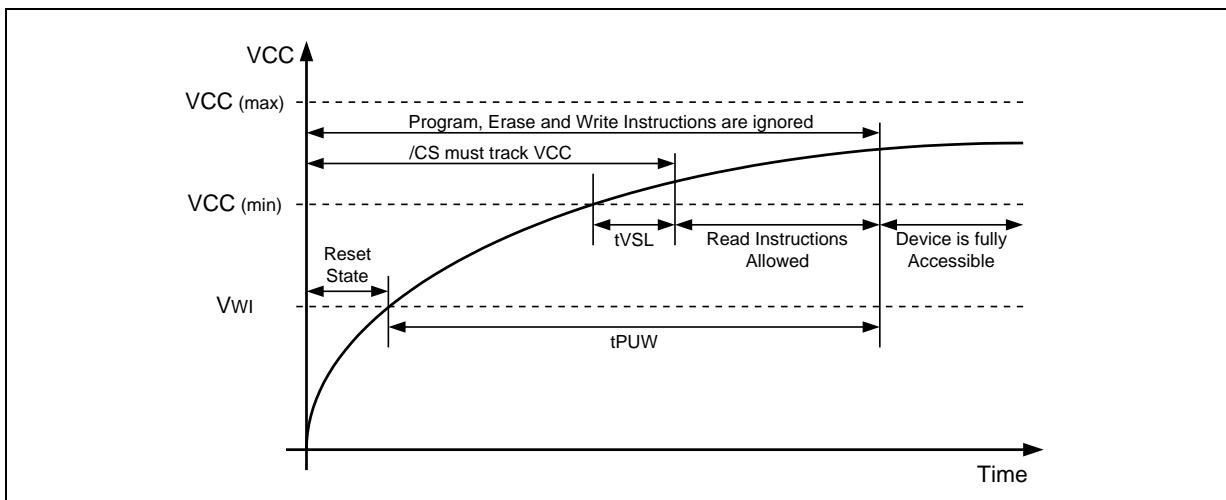 VCC
VCC (max)
Program, Erase and Write Instructions are ignored
/CS must track VCC
VCC (min)
tVSL
Read Instructions
Allowed
Device is fully
Accessible
Reset
State
VWI
tPUW
Time